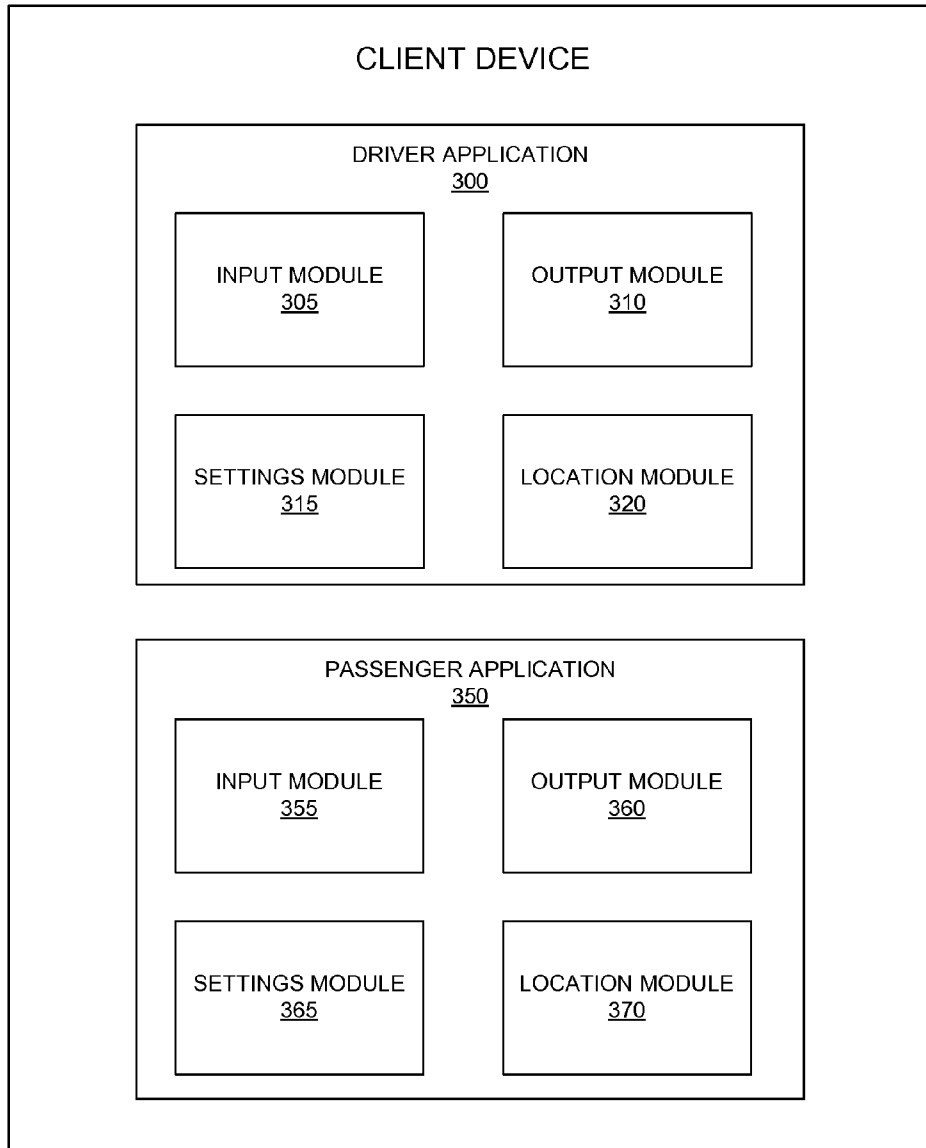 CLIENT DEVICE
DRIVER APPLICATION
300
INPUT MODULE
305
OUTPUT MODULE
310
SETTINGS MODULE
315
LOCATION MODULE
320
PASSENGER APPLICATION
350
INPUT MODULE
355
OUTPUT MODULE
360
SETTINGS MODULE
365
LOCATION MODULE
370